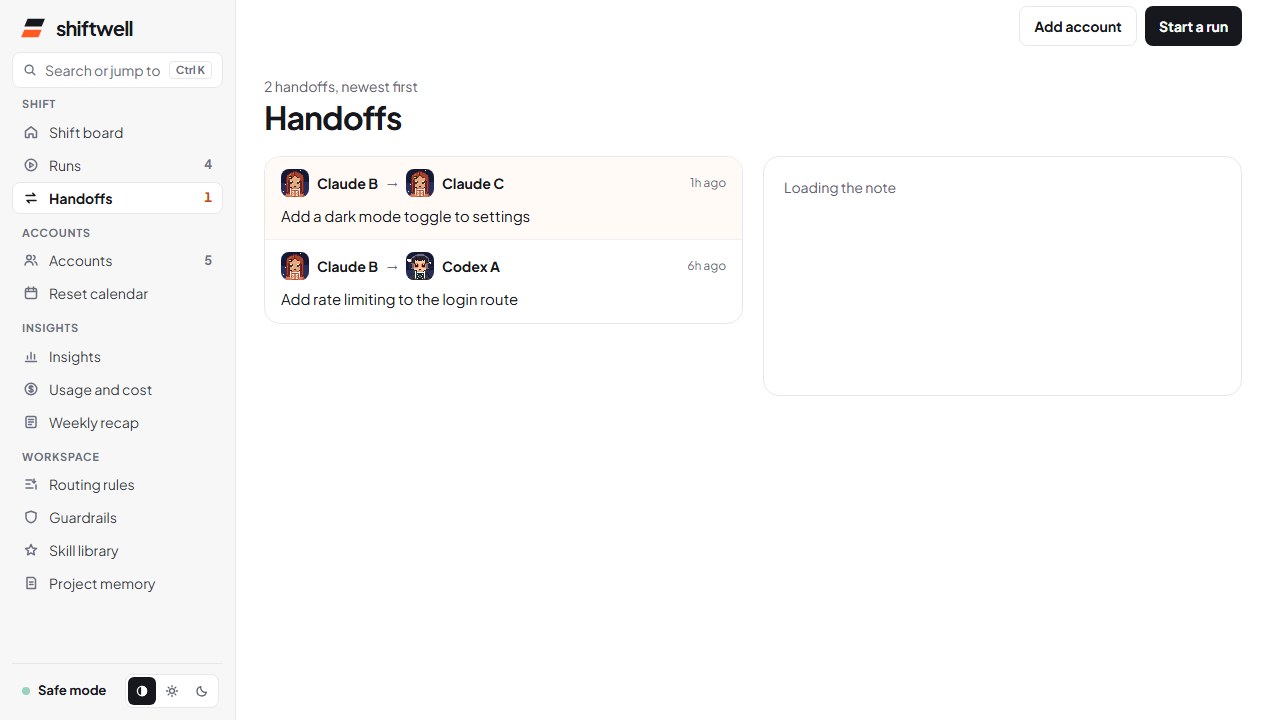 shiftwell
Search or jump to
Ctrl K
SHIFT
Shift board
Runs 4
Handoffs 1
ACCOUNTS
Accounts 5
Reset calendar
INSIGHTS
Insights
Usage and cost
Weekly recap
WORKSPACE
Routing rules
Guardrails
Skill library
Project memory
Safe mode
Add account
Start a run
2 handoffs, newest first
Handoffs
Claude B → Claude C 1h ago
Add a dark mode toggle to settings
Claude B → Codex A 6h ago
Add rate limiting to the login route
Loading the note